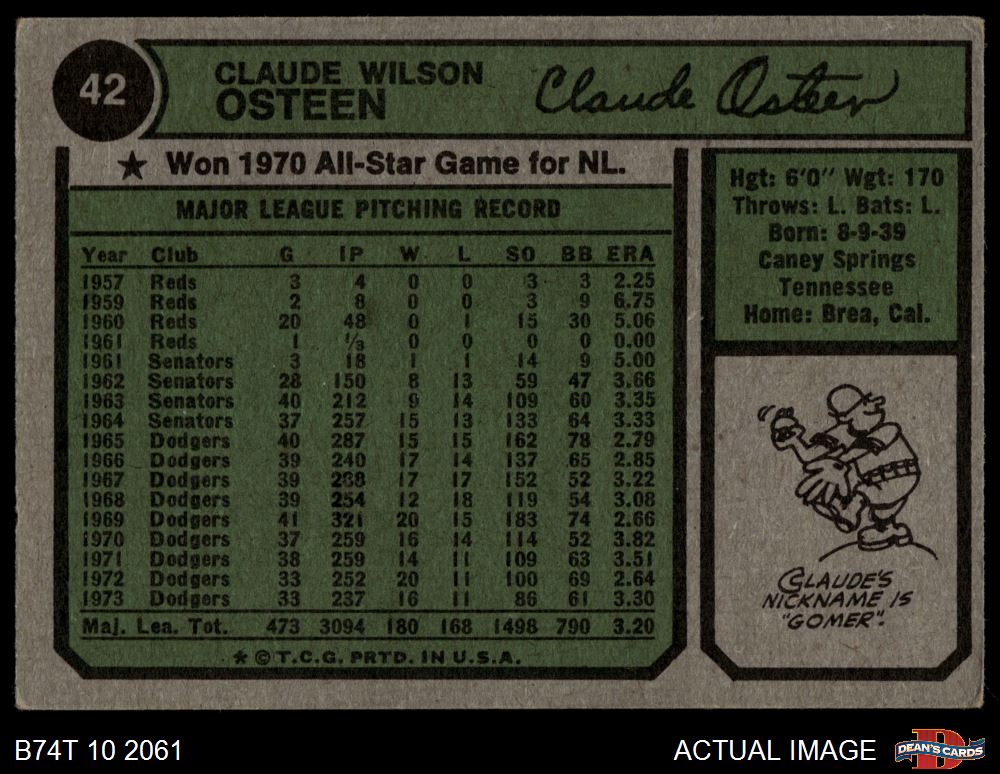 42
CLAUDE WILSON
OSTEEN
Claude Osteen
★ Won 1970 All-Star Game for NL.
MAJOR LEAGUE PITCHING RECORD
Year Club G IP W L SO BB ERA
1957 Reds 3 4 0 0 3 3 2.25
1959 Reds 2 8 0 0 3 9 6.75
1960 Reds 20 48 0 1 15 30 5.06
1961 Reds 1 1/3 0 0 0 0 0.00
1961 Senators 3 18 1 1 14 9 5.00
1962 Senators 28 150 8 13 59 47 3.66
1963 Senators 40 212 9 14 109 60 3.35
1964 Senators 37 257 15 13 133 64 3.33
1965 Dodgers 40 287 15 15 162 78 2.79
1966 Dodgers 39 240 17 14 137 65 2.85
1967 Dodgers 39 288 17 17 152 52 3.22
1968 Dodgers 39 254 12 18 119 54 3.08
1969 Dodgers 41 321 20 15 183 74 2.66
1970 Dodgers 37 259 16 14 114 52 3.82
1971 Dodgers 38 259 14 11 109 63 3.51
1972 Dodgers 33 252 20 11 100 69 2.64
1973 Dodgers 33 237 16 11 86 61 3.30
Maj. Lea. Tot. 473 3094 180 168 1498 790 3.20
* © T.C.G. PRTD. IN U.S.A.
Hgt: 6'0" Wgt: 170
Throws: L. Bats: L.
Born: 8-9-39
Caney Springs
Tennessee
Home: Brea, Cal.
CLAUDE'S
NICKNAME IS
"GOMER".
B74T 10 2061
ACTUAL IMAGE
DEAN'S CARDS